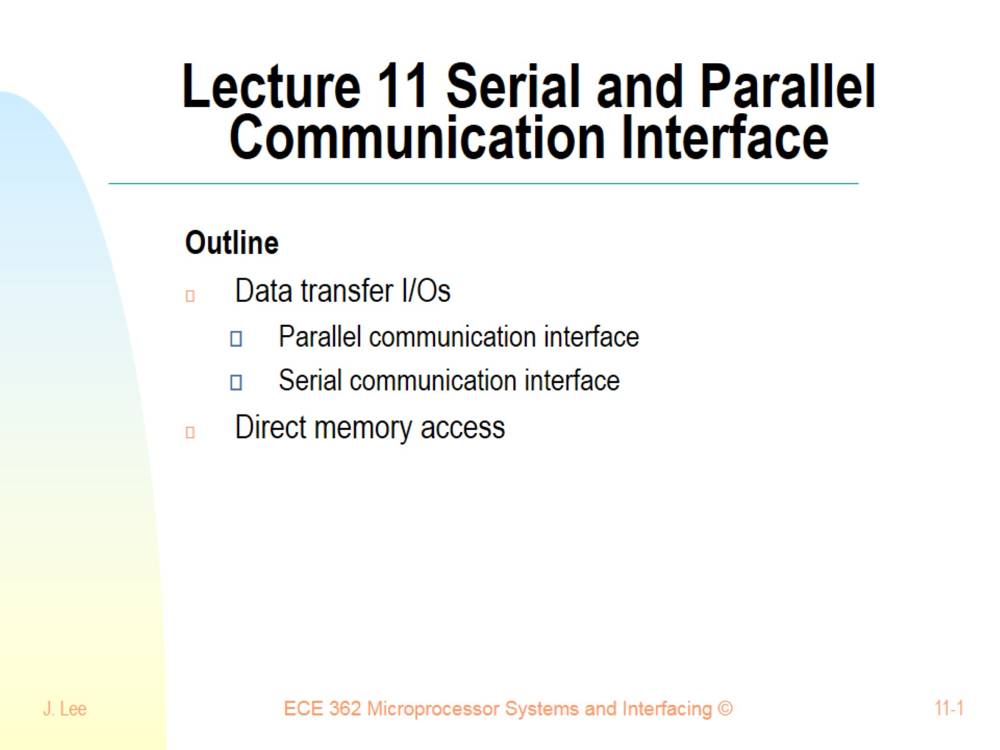 Lecture 11 Serial and Parallel
Communication Interface
Outline
Data transfer I/Os
Parallel communication interface
Serial communication interface
Direct memory access
J. Lee
ECE 362 Microprocessor Systems and Interfacing ©
11-1